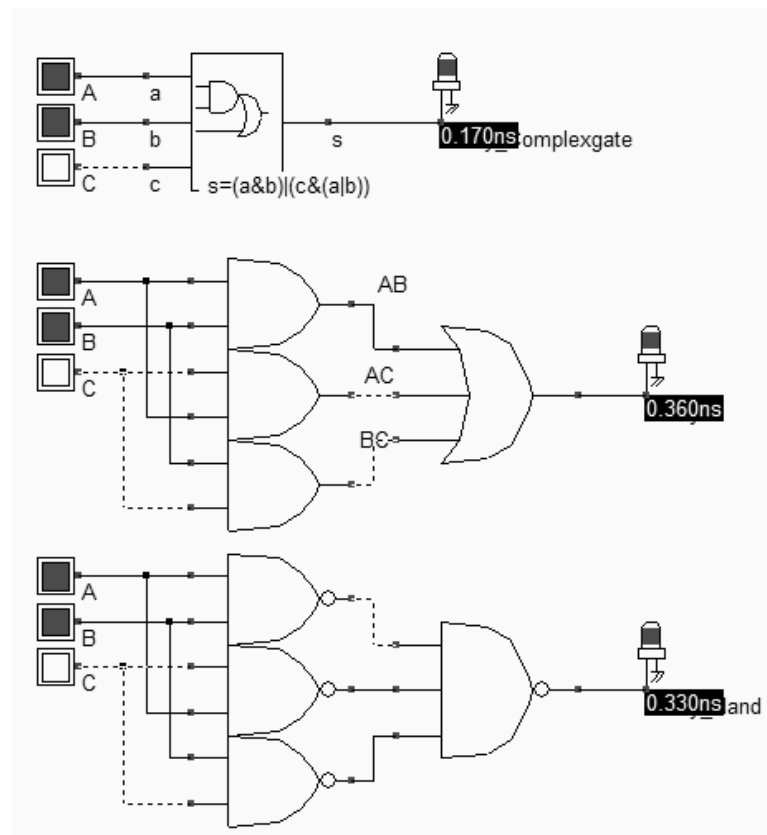 A a
0.170ns omplexgate
B b s
C c s=(a&b)|(c&(a|b))
A AB
B
C AC
0.360ns
BC
A
B
C
0.330ns and